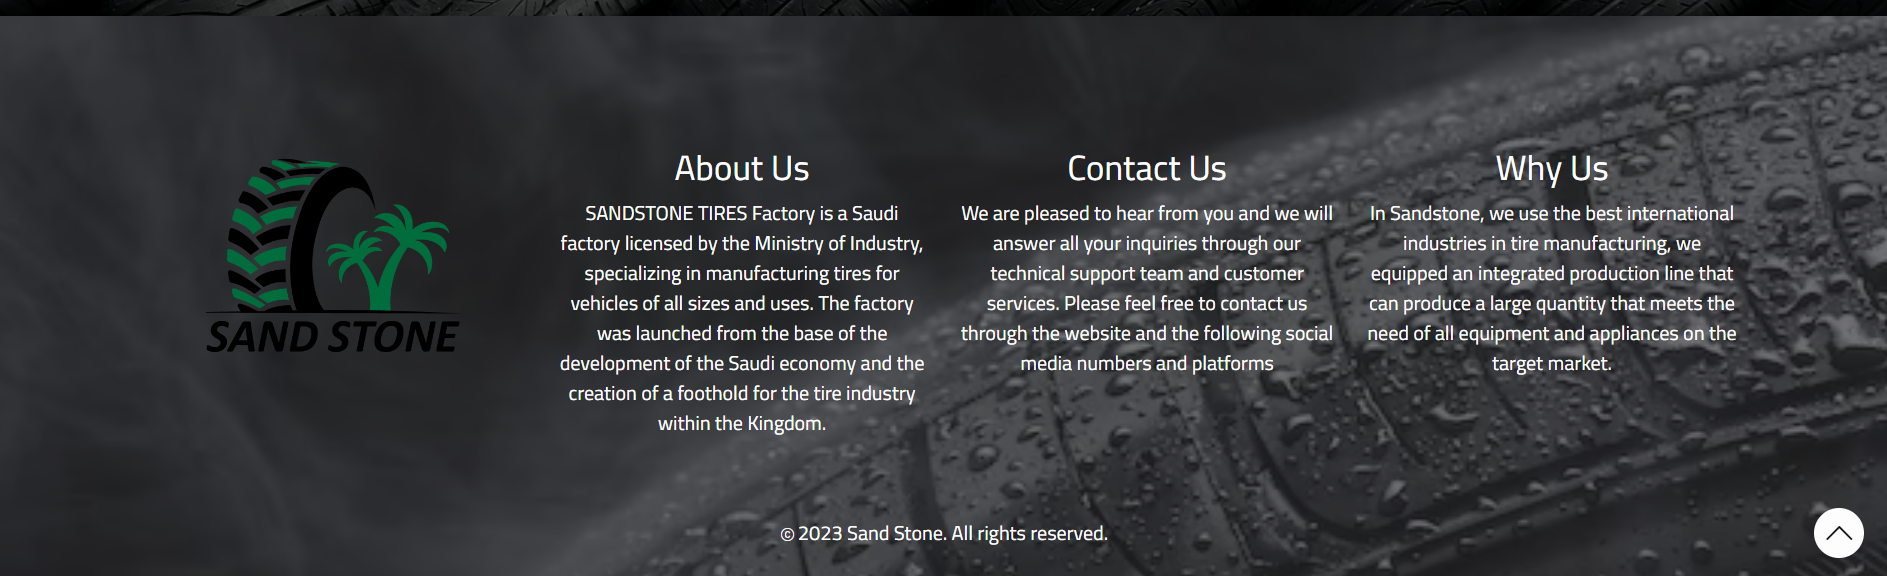 SAND STONE
About Us
SANDSTONE TIRES Factory is a Saudi
factory licensed by the Ministry of Industry,
specializing in manufacturing tires for
vehicles of all sizes and uses. The factory
was launched from the base of the
development of the Saudi economy and the
creation of a foothold for the tire industry
within the Kingdom.
Contact Us
We are pleased to hear from you and we will
answer all your inquiries through our
technical support team and customer
services. Please feel free to contact us
through the website and the following social
media numbers and platforms
Why Us
In Sandstone, we use the best international
industries in tire manufacturing, we
equipped an integrated production line that
can produce a large quantity that meets the
need of all equipment and appliances on the
target market.
© 2023 Sand Stone. All rights reserved.